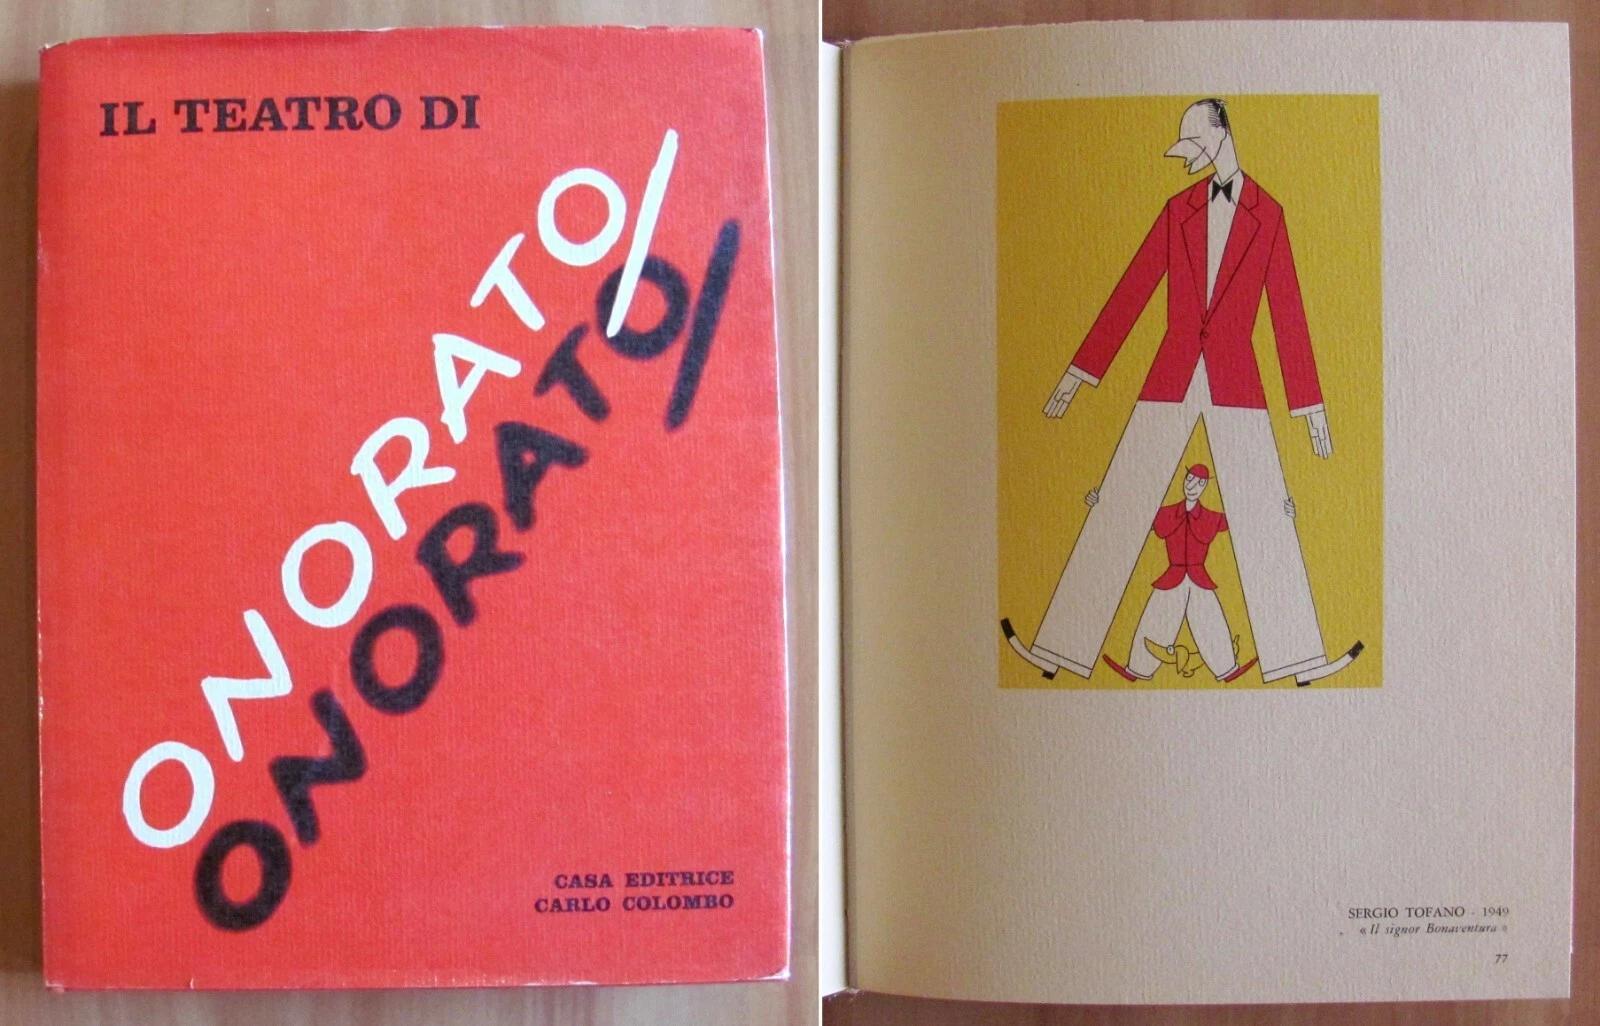 IL TEATRO DI
ONORATO/
ONORATO/
CASA EDITRICE
CARLO COLOMBO
SERGIO TOFANO - 1949
« Il signor Bonaventura »
77